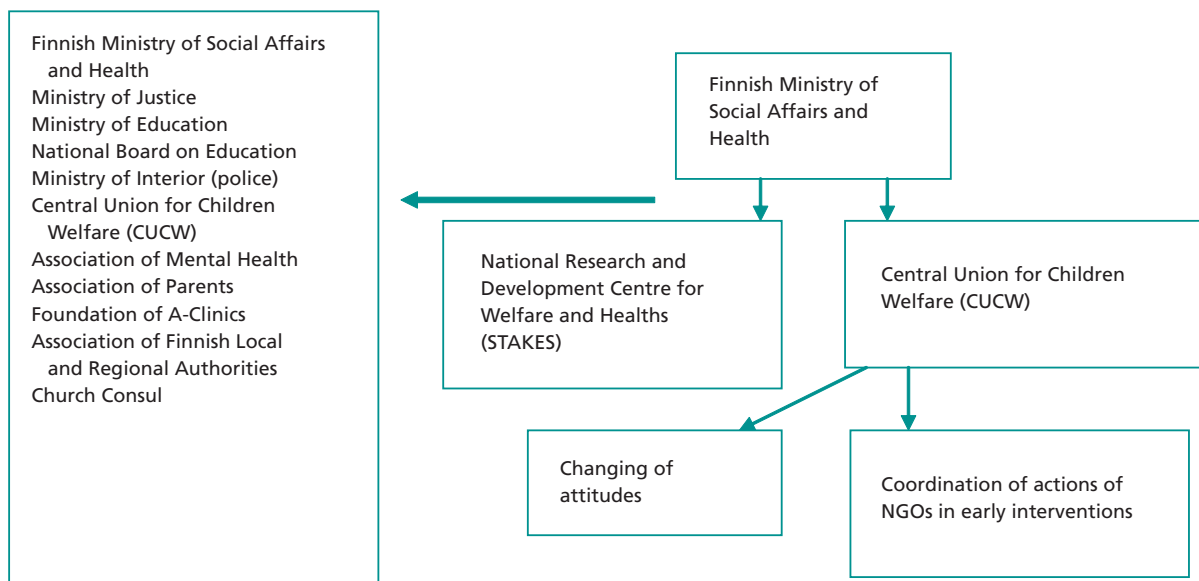 Finnish Ministry of Social Affairs
and Health
Ministry of Justice
Ministry of Education
National Board on Education
Ministry of Interior (police)
Central Union for Children
Welfare (CUCW)
Association of Mental Health
Association of Parents
Foundation of A-Clinics
Association of Finnish Local
and Regional Authorities
Church Consul
Finnish Ministry of
Social Affairs and
Health
National Research and
Development Centre for
Welfare and Healths
(STAKES)
Central Union for Children
Welfare (CUCW)
Changing of
attitudes
Coordination of actions of
NGOs in early interventions